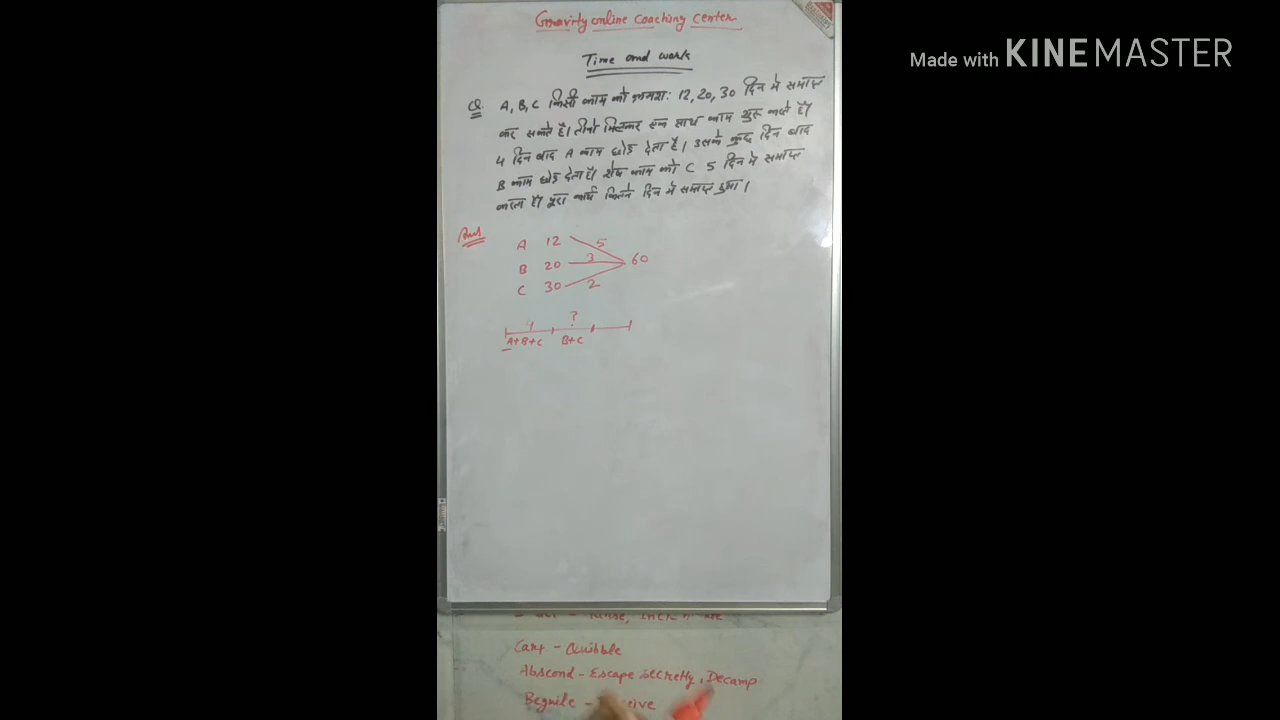 Gravity online coaching center
Made with KINEMASTER
Time and work
Q. A, B, C किसी काम को क्रमशः 12, 20, 30 दिन में समाप्त
कर सकते हैं। तीनों मिलकर एक साथ काम शुरू करते हैं।
4 दिन बाद A काम छोड़ देता है। उसके कुछ दिन बाद
B काम छोड़ देता है। शेष काम को C 5 दिन में समाप्त
करता है। पूरा कार्य कितने दिन में समाप्त हुआ।
Ans
A 12 5
B 20 3 60
C 30 2
4 ?
A+B+C B+C
Cant - Quibble
Abscond - Escape secretly, Decamp
Beguile -